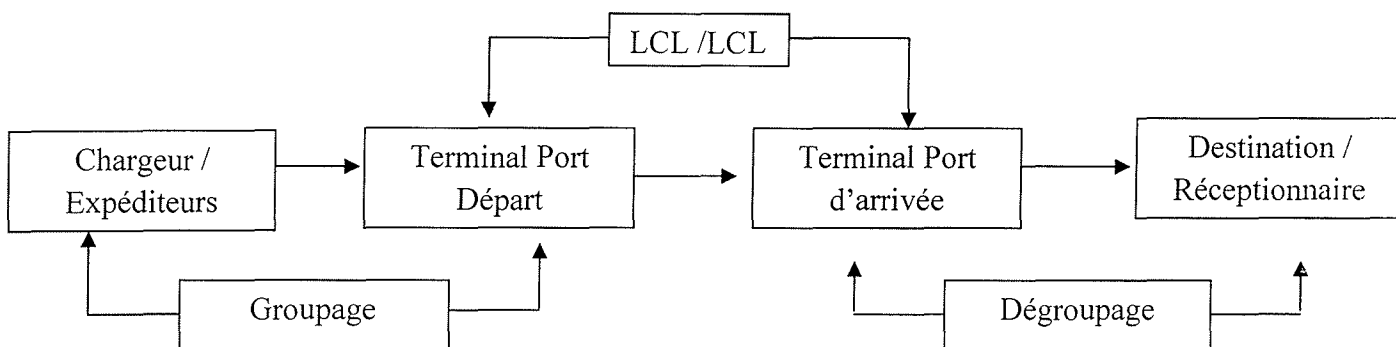 LCL /LCL
Chargeur /
Expéditeurs
Terminal Port
Départ
Terminal Port
d'arrivée
Destination /
Réceptionnaire
Groupage
Dégroupage